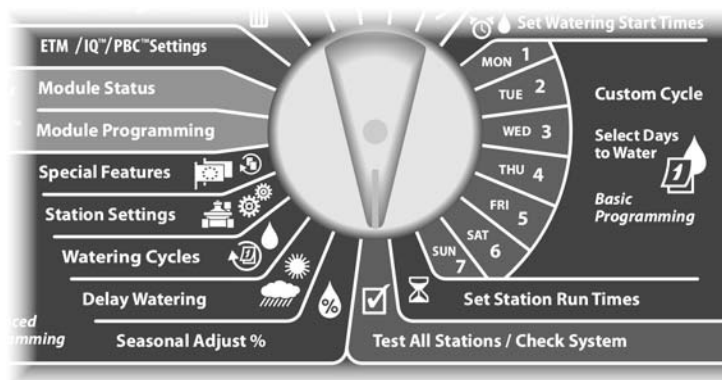 ETM / IQ™/PBC™Settings
Module Status
Module Programming
Special Features
Station Settings
Watering Cycles
Delay Watering
Seasonal Adjust %
%
Set Watering Start Times
MON 1
TUE 2
WED 3
THU 4
FRI 5
SAT 6
SUN 7
Custom Cycle
Select Days
to Water
1
Basic
Programming
Set Station Run Times
Test All Stations / Check System